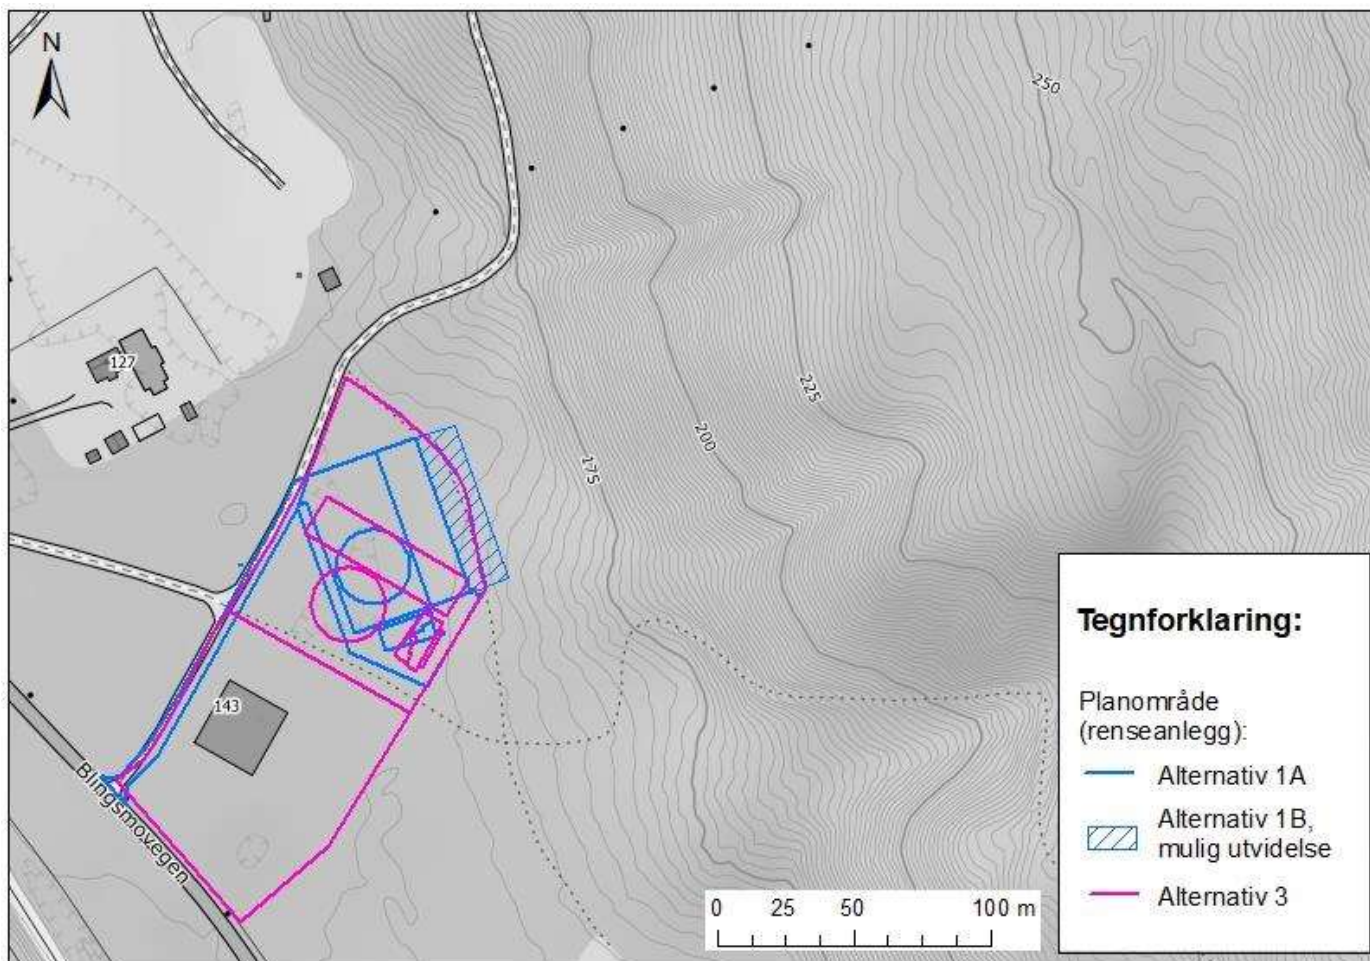 N
250
127
225
200
175
143
Blingsmovegen
Tegnforklaring:
Planområde
(renseanlegg):
Alternativ 1A
Alternativ 1B,
mulig utvidelse
Alternativ 3
0 25 50 100 m